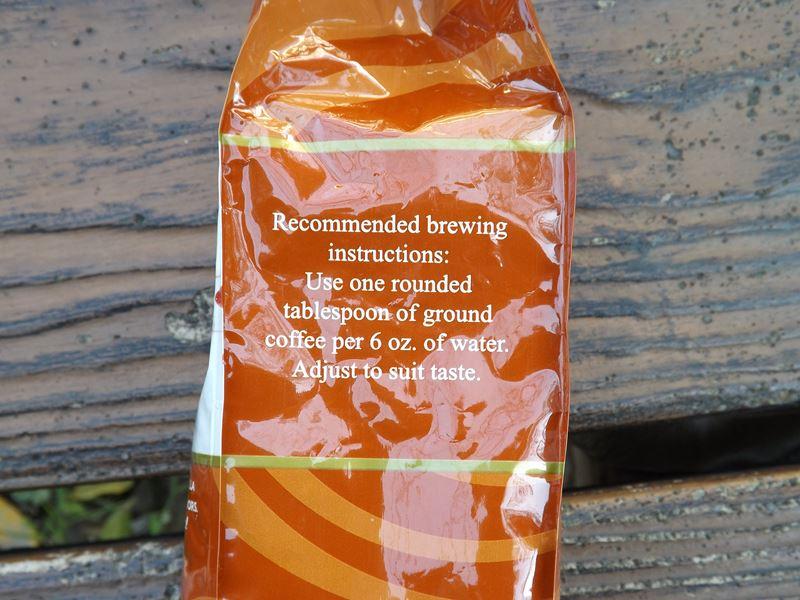 Recommended brewing
instructions:
Use one rounded
tablespoon of ground
coffee per 6 oz. of water.
Adjust to suit taste.